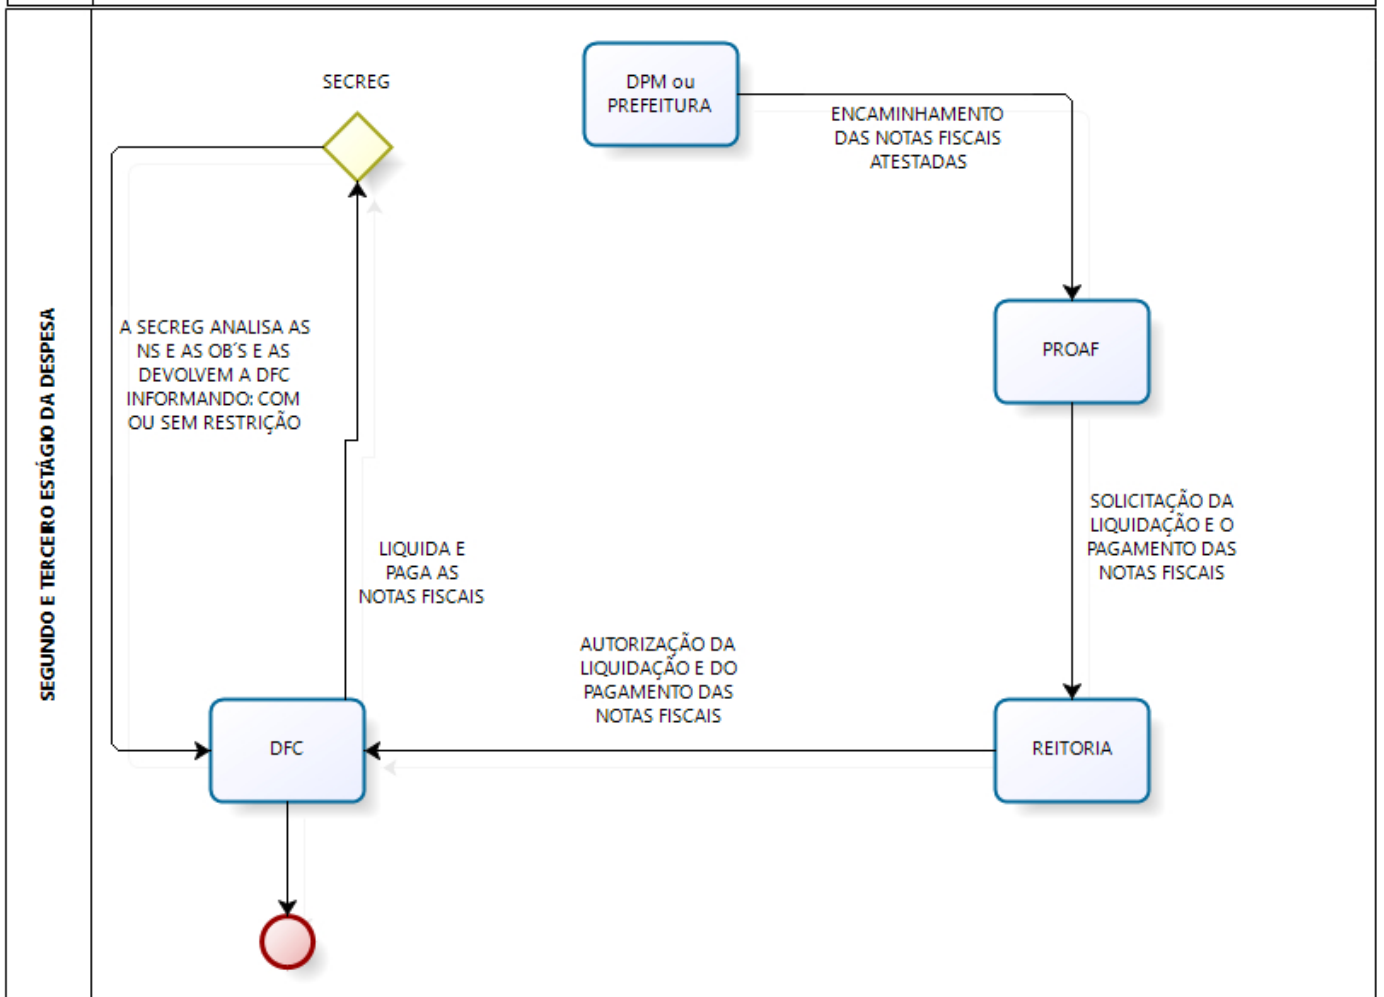 SEGUNDO E TERCEIRO ESTÁGIO DA DESPESA
SECREG
DPM ou
PREFEITURA
ENCAMINHAMENTO
DAS NOTAS FISCAIS
ATESTADAS
PROAF
A SECREG ANALISA AS
NS E AS OB´S E AS
DEVOLVEM A DFC
INFORMANDO: COM
OU SEM RESTRIÇÃO
SOLICITAÇÃO DA
LIQUIDAÇÃO E O
PAGAMENTO DAS
NOTAS FISCAIS
LIQUIDA E
PAGA AS
NOTAS FISCAIS
AUTORIZAÇÃO DA
LIQUIDAÇÃO E DO
PAGAMENTO DAS
NOTAS FISCAIS
DFC
REITORIA